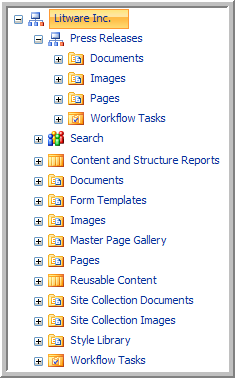 Litware Inc.
Press Releases
Documents
Images
Pages
Workflow Tasks
Search
Content and Structure Reports
Documents
Form Templates
Images
Master Page Gallery
Pages
Reusable Content
Site Collection Documents
Site Collection Images
Style Library
Workflow Tasks